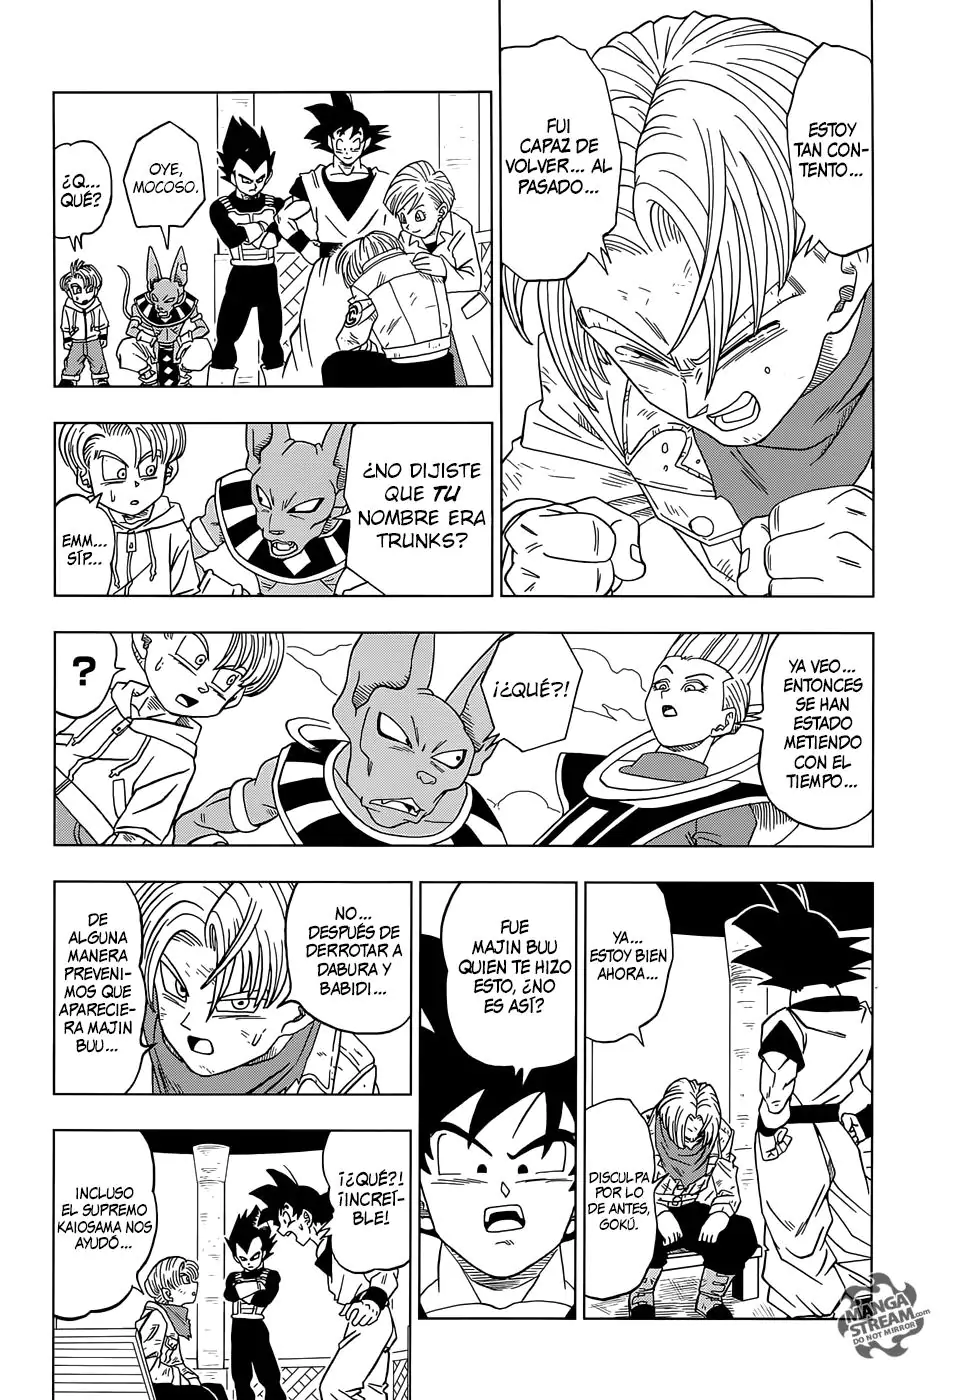 ESTOY
TAN CON-
TENTO...
FUI
CAPAZ DE
VOLVER... AL
PASADO...
OYE,
MOCOSO.
¿Q...
QUÉ?
¿NO DIJISTE
QUE TU
NOMBRE ERA
TRUNKS?
EMM...
SÍP...
YA VEO...
ENTONCES
SE HAN
ESTADO
METIENDO
CON EL
TIEMPO...
¡¿QUÉ?!
?
YA...
ESTOY BIEN
AHORA...
DISCULPA
POR LO
DE ANTES,
GOKÚ.
FUE
MAJIN BUU
QUIEN TE HIZO
ESTO, ¿NO
ES ASÍ?
NO...
DESPUÉS DE
DERROTAR A
DABURA Y
BABIDI...
DE
ALGUNA
MANERA
PREVENI-
MOS QUE
APARECIE-
RA MAJIN
BUU...
¡¿QUÉ?!
¡INCREÍ-
BLE!
INCLUSO
EL SUPREMO
KAIOSAMA NOS
AYUDÓ...
MANGA
STREAM.com
DO NOT MIRROR